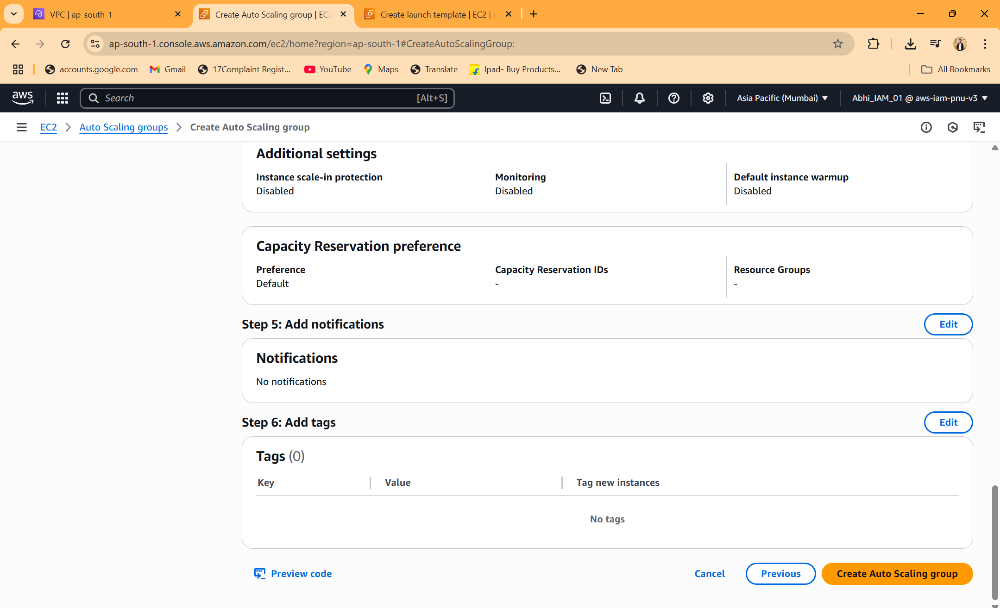 VPC | ap-south-1
Create Auto Scaling group | EC2
Create launch template | EC2 | a
ap-south-1.console.aws.amazon.com/ec2/home?region=ap-south-1#CreateAutoScalingGroup:
accounts.google.com
Gmail
17Complaint Regist...
YouTube
Maps
Translate
Ipad- Buy Products...
New Tab
All Bookmarks
aws
Search
[Alt+S]
Asia Pacific (Mumbai)
Abhi_IAM_01 @ aws-iam-pnu-v3
EC2
Auto Scaling groups
Create Auto Scaling group
Additional settings
Instance scale-in protection
Disabled
Monitoring
Disabled
Default instance warmup
Disabled
Capacity Reservation preference
Preference
Default
Capacity Reservation IDs
-
Resource Groups
-
Step 5: Add notifications
Edit
Notifications
No notifications
Step 6: Add tags
Edit
Tags (0)
Key
Value
Tag new instances
No tags
Preview code
Cancel
Previous
Create Auto Scaling group